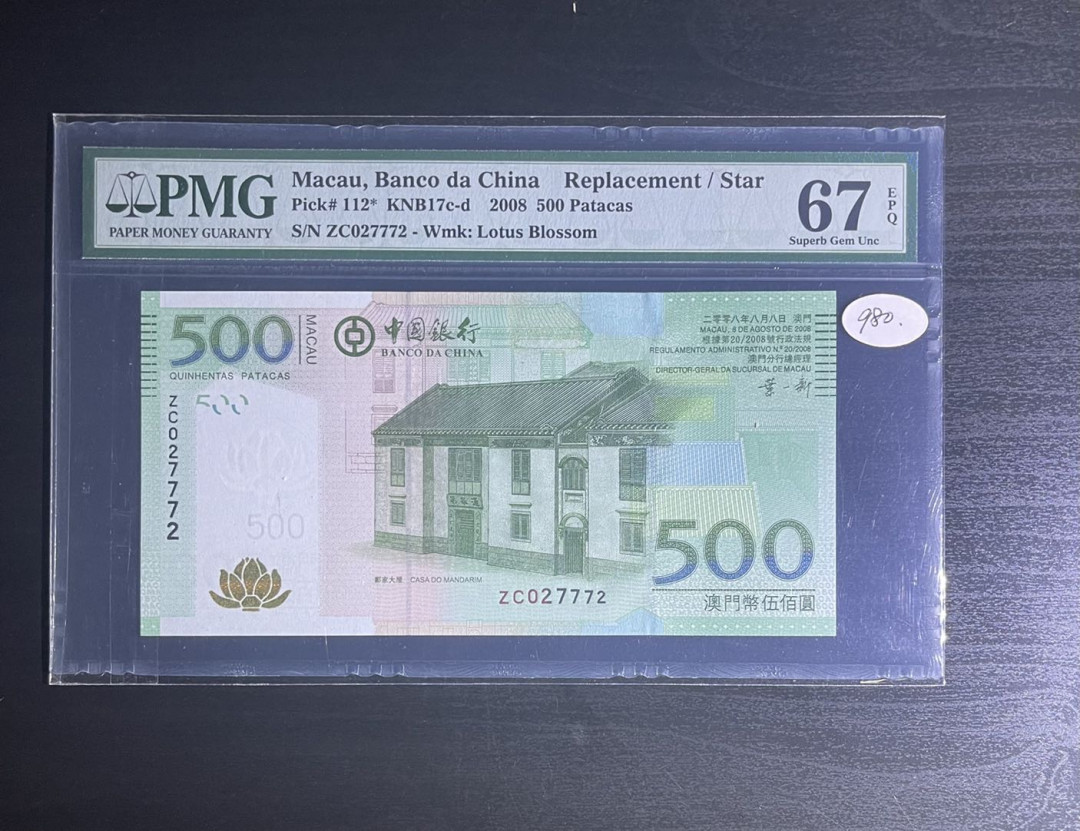 PMG
PAPER MONEY GUARANTY
Macau, Banco da China Replacement / Star
Pick# 112* KNB17c-d 2008 500 Patacas
S/N ZC027772 - Wmk: Lotus Blossom
67
EPQ
Superb Gem Unc
980.
500
MACAU
QUINHENTAS PATACAS
中國銀行
BANCO DA CHINA
二零零八年八月八日 澳門
MACAU, 8 DE AGOSTO DE 2008
根據第20/2008號行政法規
REGULAMENTO ADMINISTRATIVO N.º 20/2008
澳門分行總經理
DIRECTOR-GERAL DA SUCURSAL DE MACAU
ZC027772
500
500
鄭家大屋 CASA DO MANDARIM
ZC027772
500
澳門幣伍佰圓